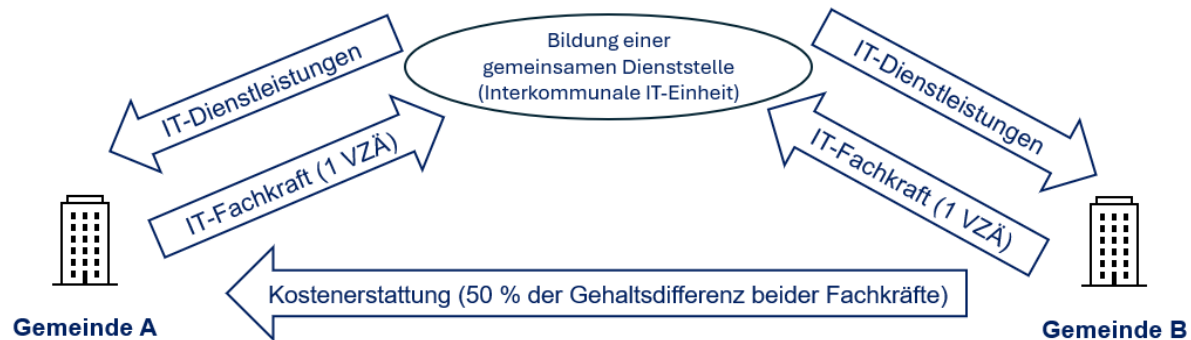 Bildung einer
gemeinsamen Dienststelle
(Interkommunale IT-Einheit)
IT-Dienstleistungen
IT-Dienstleistungen
IT-Fachkraft (1 VZÄ)
IT-Fachkraft (1 VZÄ)
Kostenerstattung (50 % der Gehaltsdifferenz beider Fachkräfte)
Gemeinde A
Gemeinde B